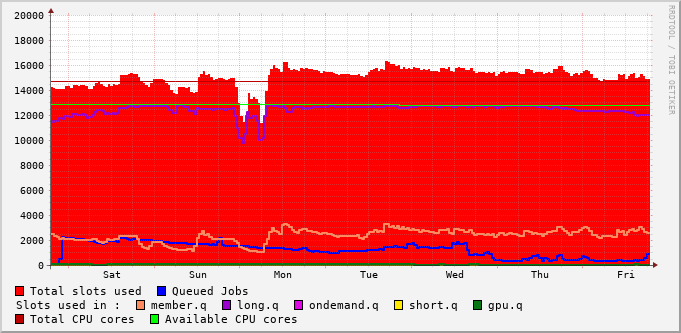 20000
18000
16000
14000
12000
10000
8000
6000
4000
2000
0
Sat Sun Mon Tue Wed Thu Fri
RRDTOOL / TOBI OETIKER
Total slots used Queued Jobs
Slots used in : member.q long.q ondemand.q short.q gpu.q
Total CPU cores Available CPU cores